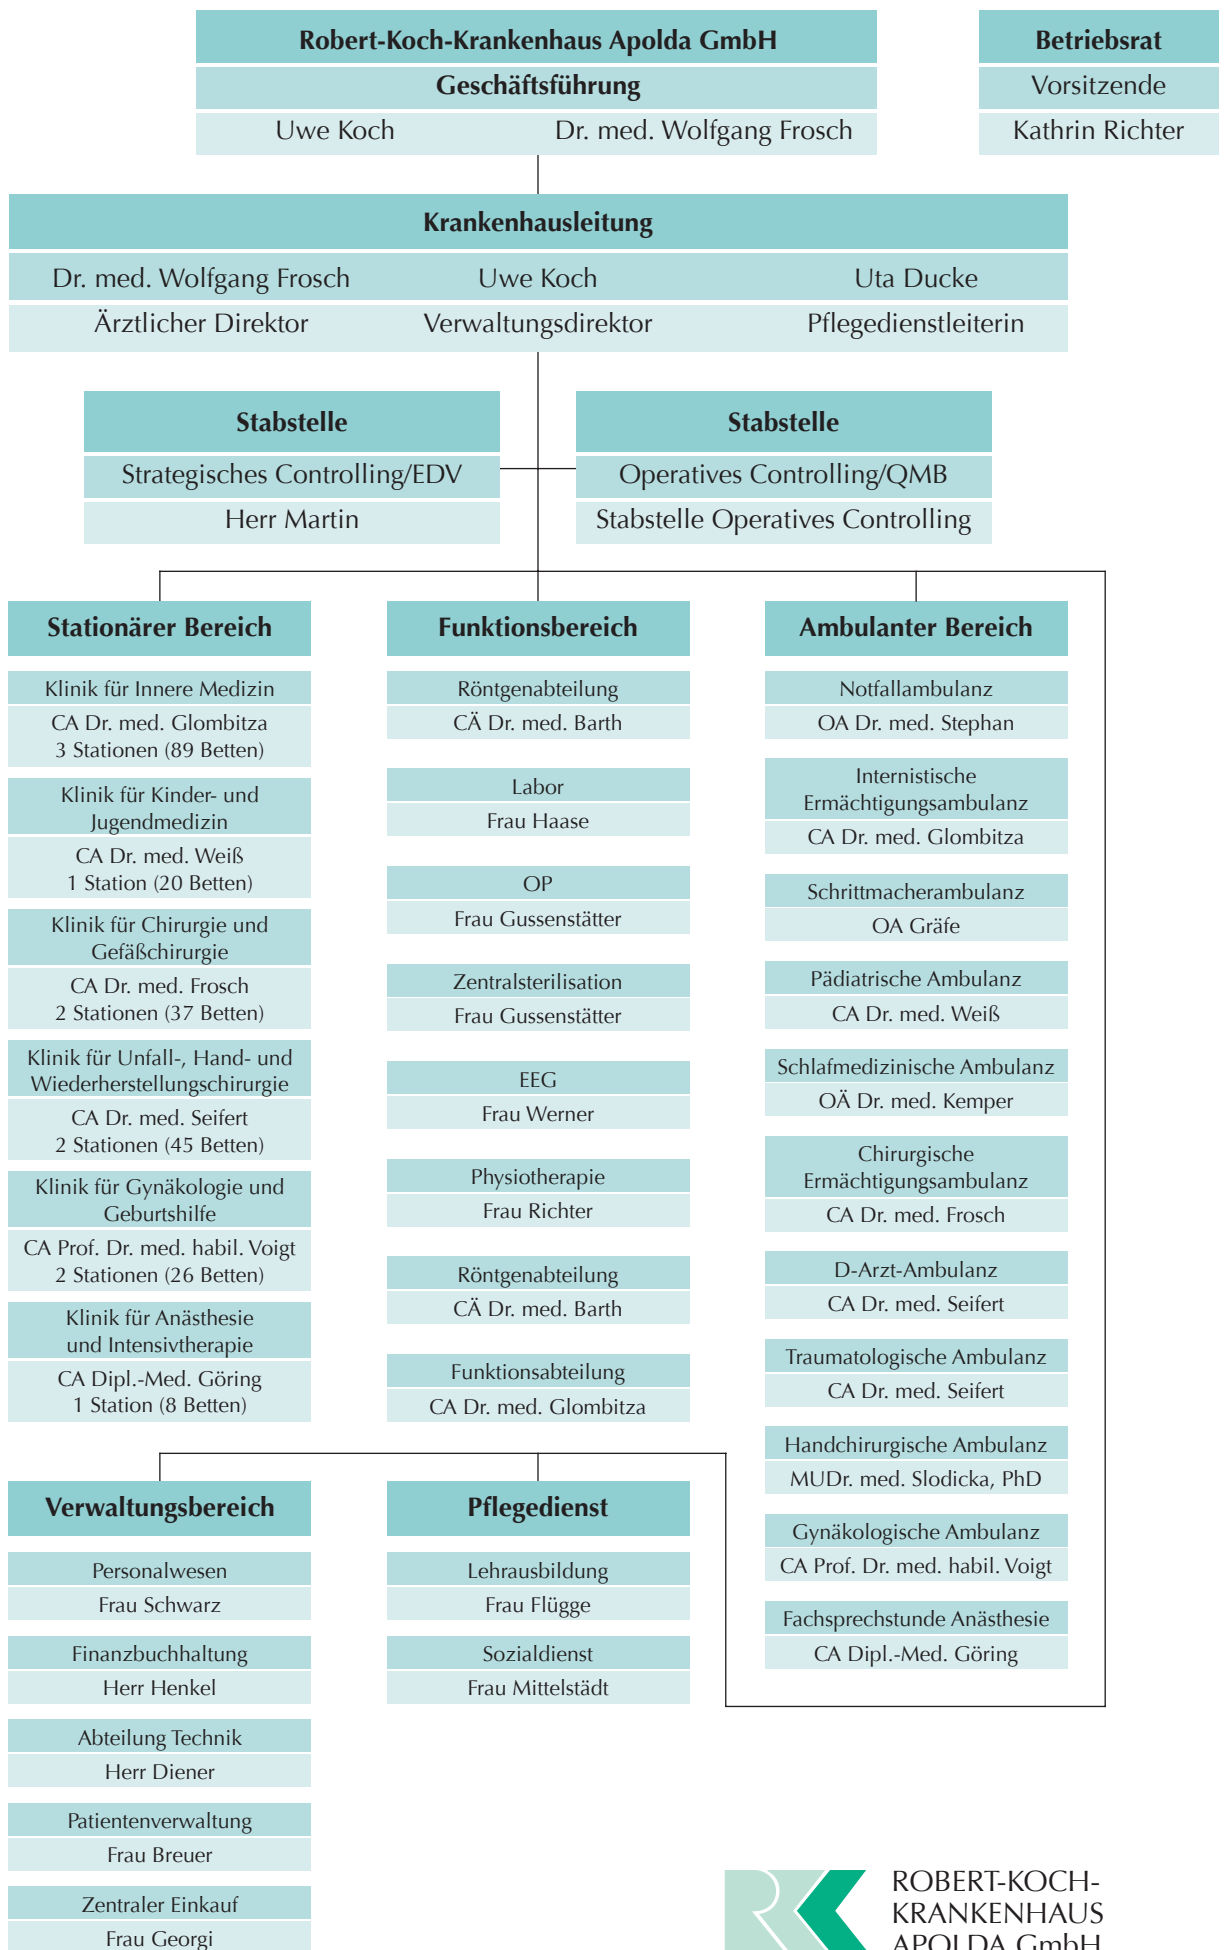 Robert-Koch-Krankenhaus Apolda GmbH
Geschäftsführung
Uwe Koch Dr. med. Wolfgang Frosch
Betriebsrat
Vorsitzende
Kathrin Richter
Krankenhausleitung
Dr. med. Wolfgang Frosch Uwe Koch Uta Ducke
Ärztlicher Direktor Verwaltungsdirektor Pflegedienstleiterin
Stabstelle
Strategisches Controlling/EDV
Herr Martin
Stabstelle
Operatives Controlling/QMB
Stabstelle Operatives Controlling
Stationärer Bereich
Klinik für Innere Medizin
CA Dr. med. Glombitza
3 Stationen (89 Betten)
Klinik für Kinder- und
Jugendmedizin
CA Dr. med. Weiß
1 Station (20 Betten)
Klinik für Chirurgie und
Gefäßchirurgie
CA Dr. med. Frosch
2 Stationen (37 Betten)
Klinik für Unfall-, Hand- und
Wiederherstellungschirurgie
CA Dr. med. Seifert
2 Stationen (45 Betten)
Klinik für Gynäkologie und
Geburtshilfe
CA Prof. Dr. med. habil. Voigt
2 Stationen (26 Betten)
Klinik für Anästhesie
und Intensivtherapie
CA Dipl.-Med. Göring
1 Station (8 Betten)
Funktionsbereich
Röntgenabteilung
CÄ Dr. med. Barth
Labor
Frau Haase
OP
Frau Gussenstätter
Zentralsterilisation
Frau Gussenstätter
EEG
Frau Werner
Physiotherapie
Frau Richter
Röntgenabteilung
CÄ Dr. med. Barth
Funktionsabteilung
CA Dr. med. Glombitza
Ambulanter Bereich
Notfallambulanz
OA Dr. med. Stephan
Internistische
Ermächtigungsambulanz
CA Dr. med. Glombitza
Schrittmacherambulanz
OA Gräfe
Pädiatrische Ambulanz
CA Dr. med. Weiß
Schlafmedizinische Ambulanz
OÄ Dr. med. Kemper
Chirurgische
Ermächtigungsambulanz
CA Dr. med. Frosch
D-Arzt-Ambulanz
CA Dr. med. Seifert
Traumatologische Ambulanz
CA Dr. med. Seifert
Handchirurgische Ambulanz
MUDr. med. Slodicka, PhD
Gynäkologische Ambulanz
CA Prof. Dr. med. habil. Voigt
Fachsprechstunde Anästhesie
CA Dipl.-Med. Göring
Verwaltungsbereich
Personalwesen
Frau Schwarz
Finanzbuchhaltung
Herr Henkel
Abteilung Technik
Herr Diener
Patientenverwaltung
Frau Breuer
Zentraler Einkauf
Frau Georgi
Pflegedienst
Lehrausbildung
Frau Flügge
Sozialdienst
Frau Mittelstädt
RK
ROBERT-KOCH-
KRANKENHAUS
APOLDA GmbH